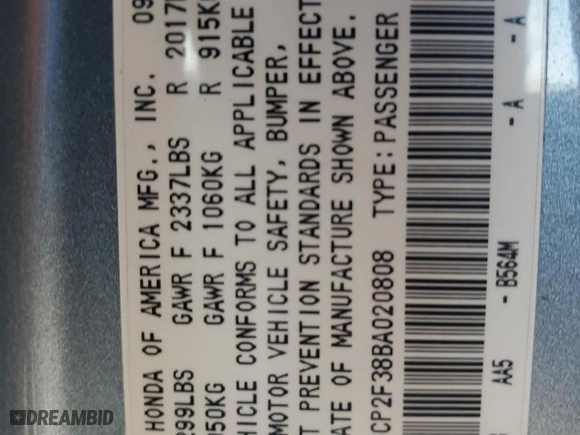 HONDA OF AMERICA MFG., INC. 09
299LBS GAWR F 2337LBS R 2017
050KG GAWR F 1060KG R 915K
HICLE CONFORMS TO ALL APPLICABLE
MOTOR VEHICLE SAFETY, BUMPER,
T PREVENTION STANDARDS IN EFFECT
ATE OF MANUFACTURE SHOWN ABOVE.
CP2F38BA020808 TYPE: PASSENGER
AA5 - B564M - A - A
DREAMBID